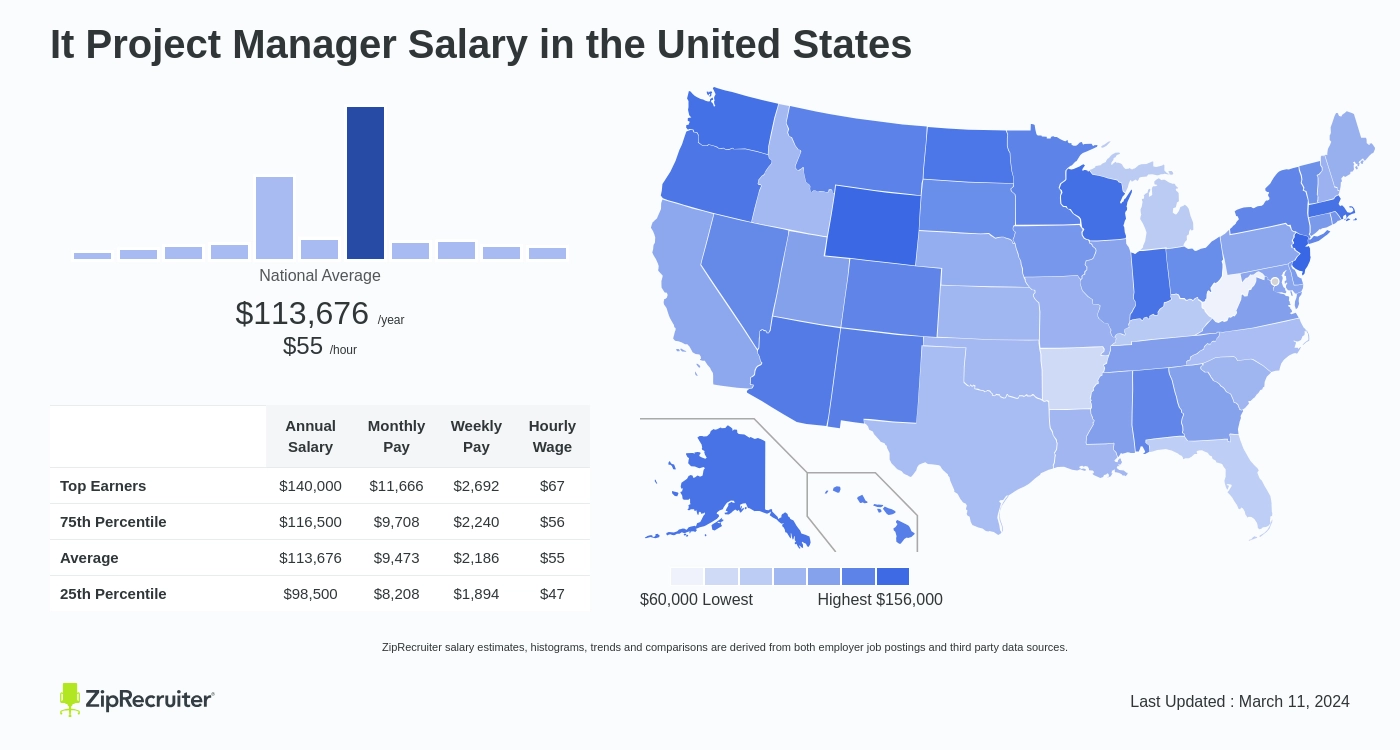 It Project Manager Salary in the United States
National Average
$113,676 /year
$55 /hour
Annual Salary Monthly Pay Weekly Pay Hourly Wage
Top Earners $140,000 $11,666 $2,692 $67
75th Percentile $116,500 $9,708 $2,240 $56
Average $113,676 $9,473 $2,186 $55
25th Percentile $98,500 $8,208 $1,894 $47
$60,000 Lowest Highest $156,000
ZipRecruiter salary estimates, histograms, trends and comparisons are derived from both employer job postings and third party data sources.
ZipRecruiter®
Last Updated : March 11, 2024